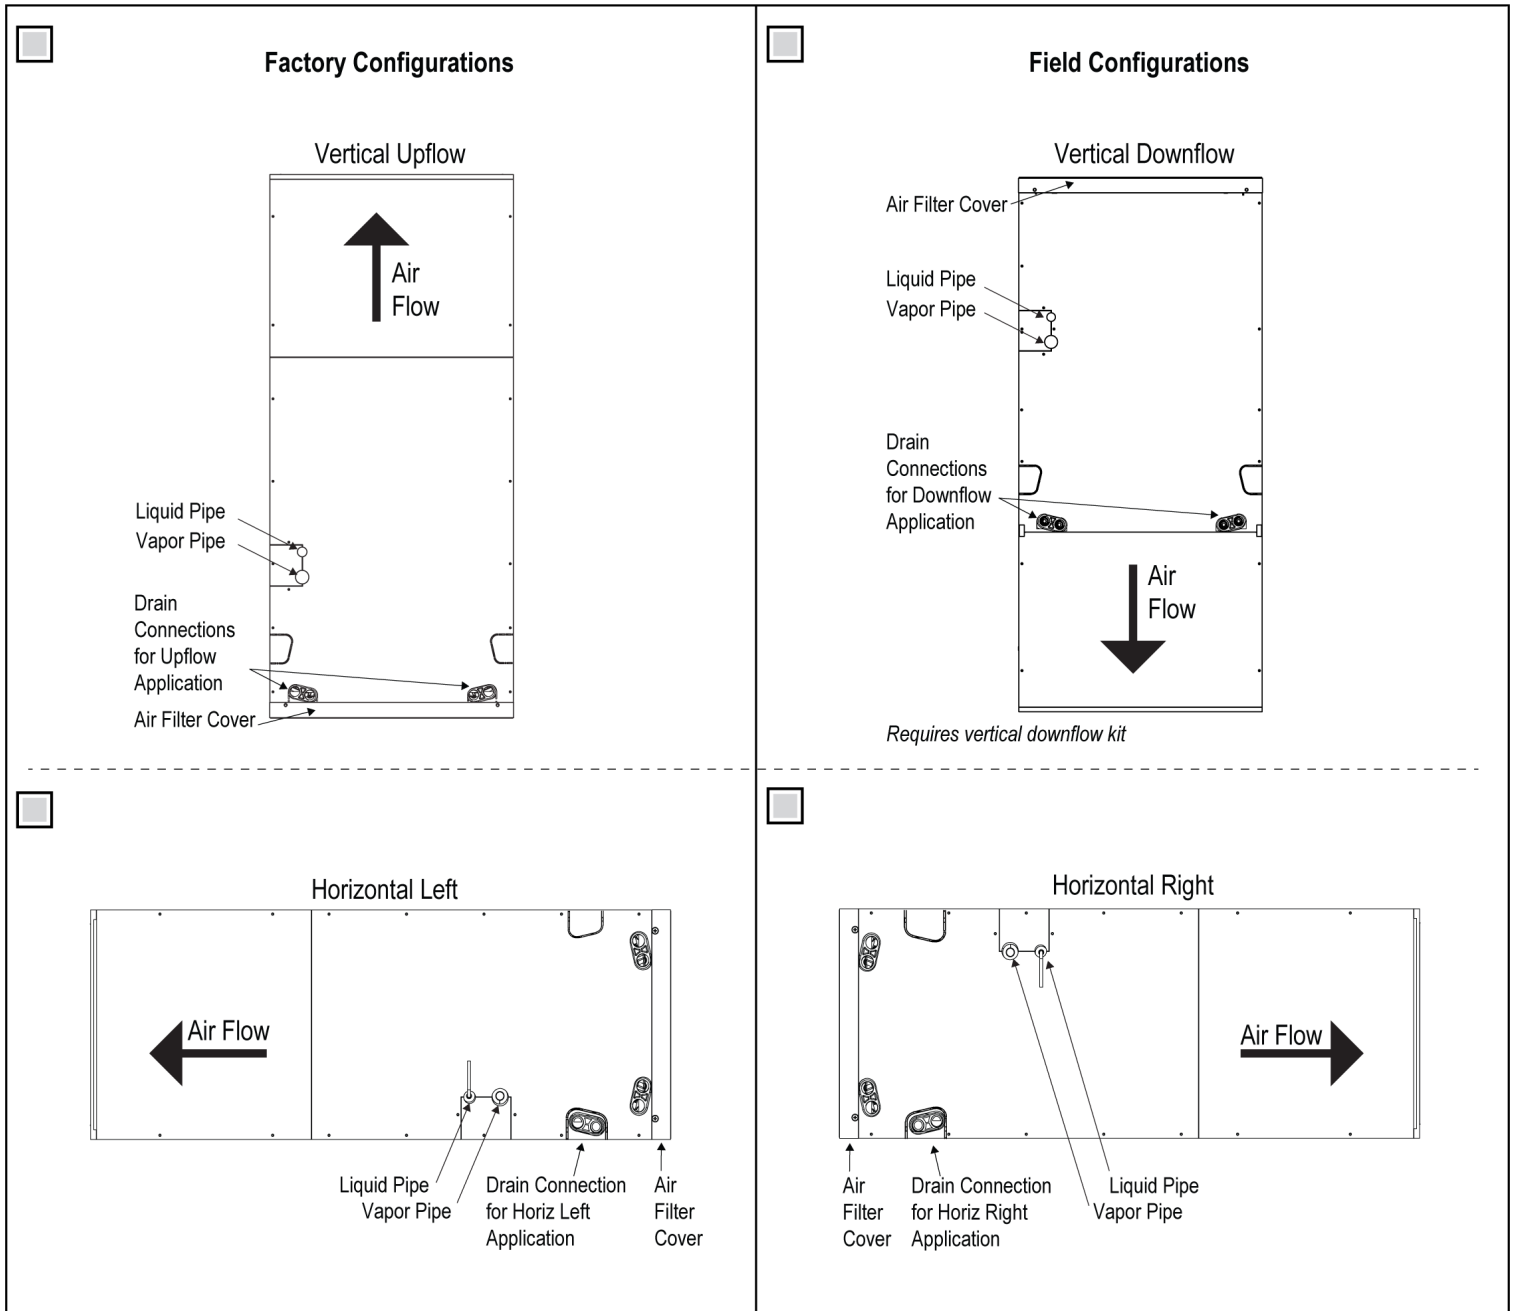 Factory Configurations
Vertical Upflow
Air
Flow
Liquid Pipe
Vapor Pipe
Drain
Connections
for Upflow
Application
Air Filter Cover
Field Configurations
Vertical Downflow
Air Filter Cover
Liquid Pipe
Vapor Pipe
Drain
Connections
for Downflow
Application
Air
Flow
Requires vertical downflow kit
Horizontal Left
Air Flow
Liquid Pipe
Vapor Pipe
Drain Connection
for Horiz Left
Application
Air
Filter
Cover
Horizontal Right
Air Flow
Air
Filter
Cover
Drain Connection
for Horiz Right
Application
Liquid Pipe
Vapor Pipe